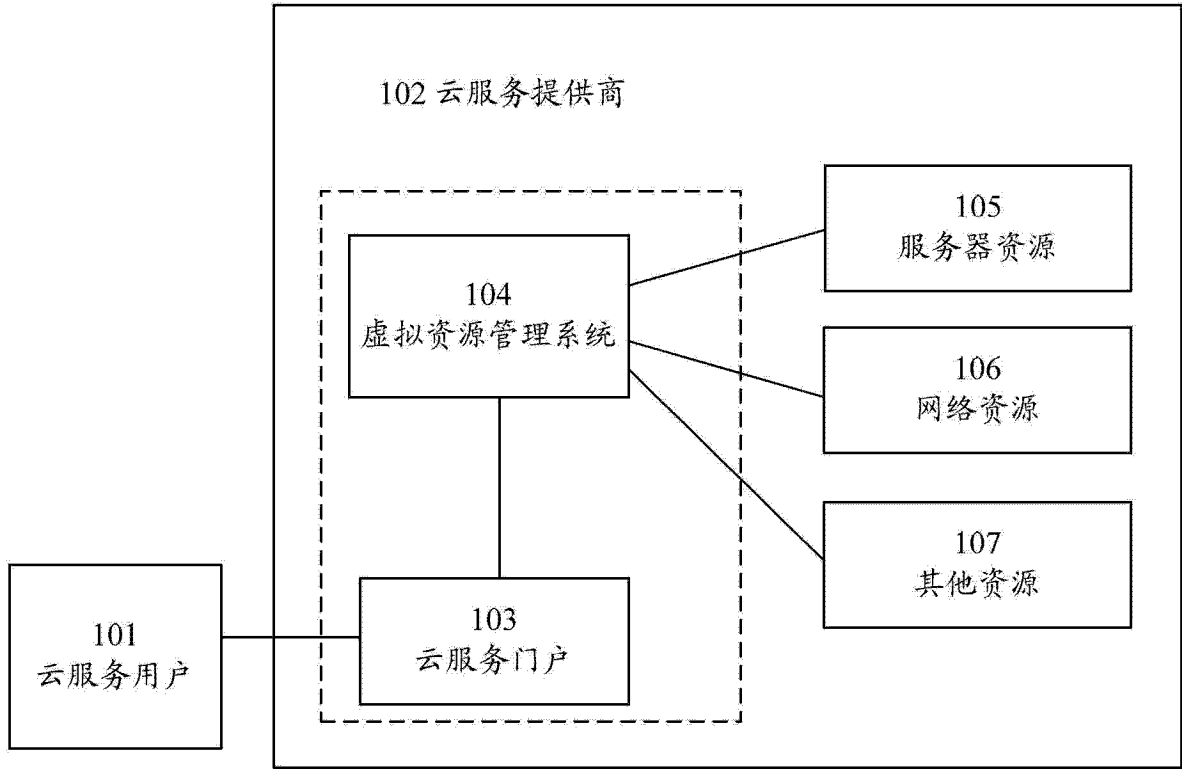 102 云服务提供商
105
服务器资源
104
虚拟资源管理系统
106
网络资源
107
其他资源
103
云服务门户
101
云服务用户